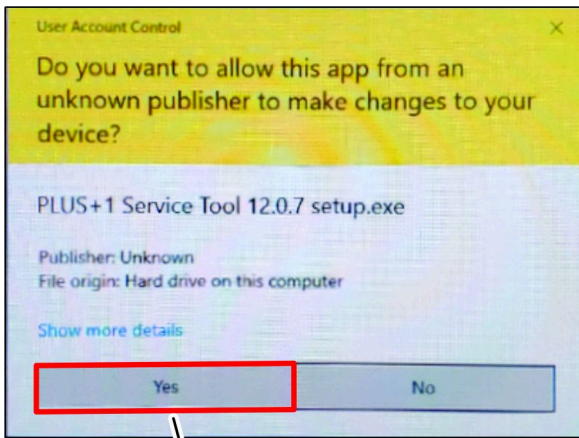 User Account Control
Do you want to allow this app from an
unknown publisher to make changes to your
device?
PLUS+1 Service Tool 12.0.7 setup.exe
Publisher: Unknown
File origin: Hard drive on this computer
Show more details
Yes
No